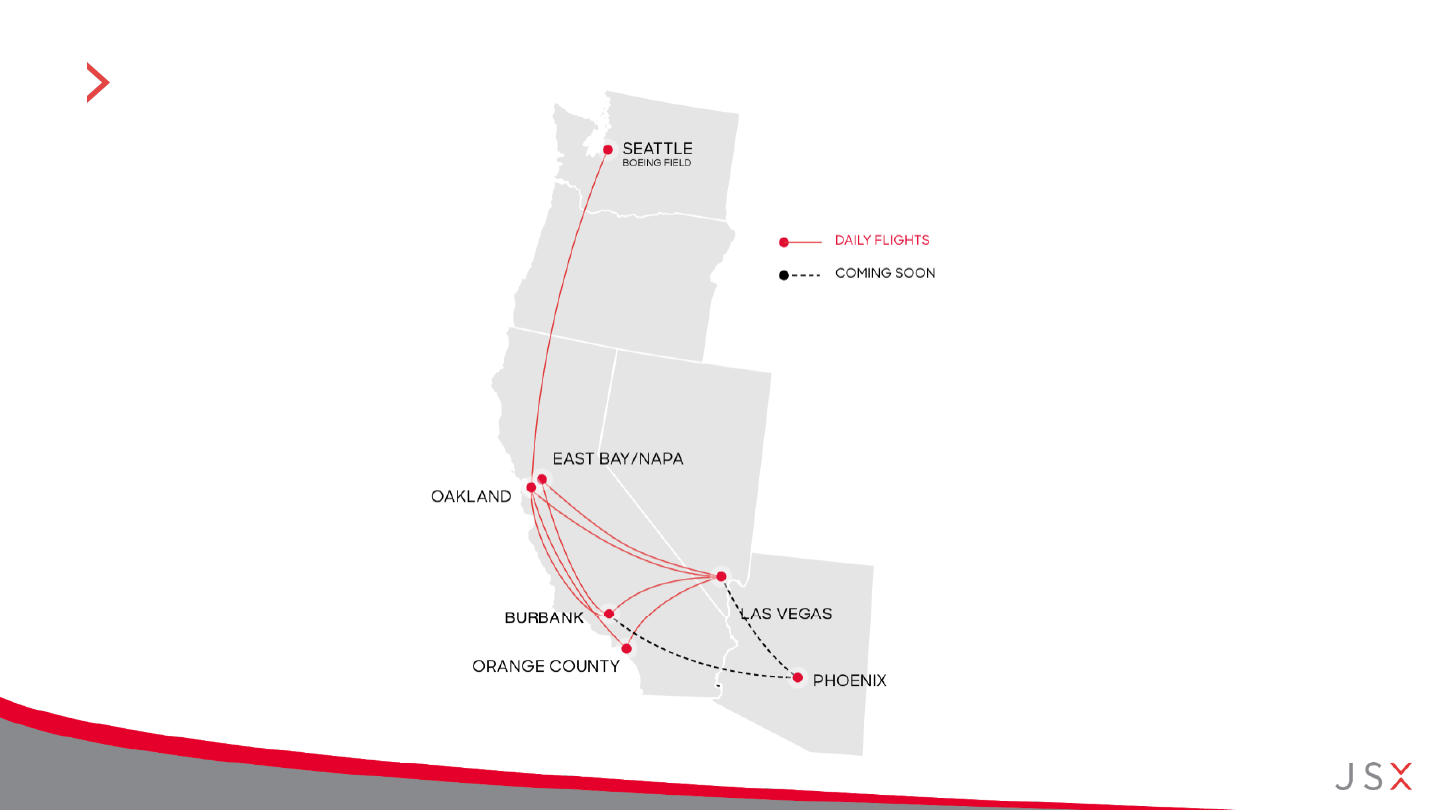 SEATTLE
BOEING FIELD
DAILY FLIGHTS
COMING SOON
EAST BAY/NAPA
OAKLAND
LAS VEGAS
BURBANK
ORANGE COUNTY
PHOENIX
JSX